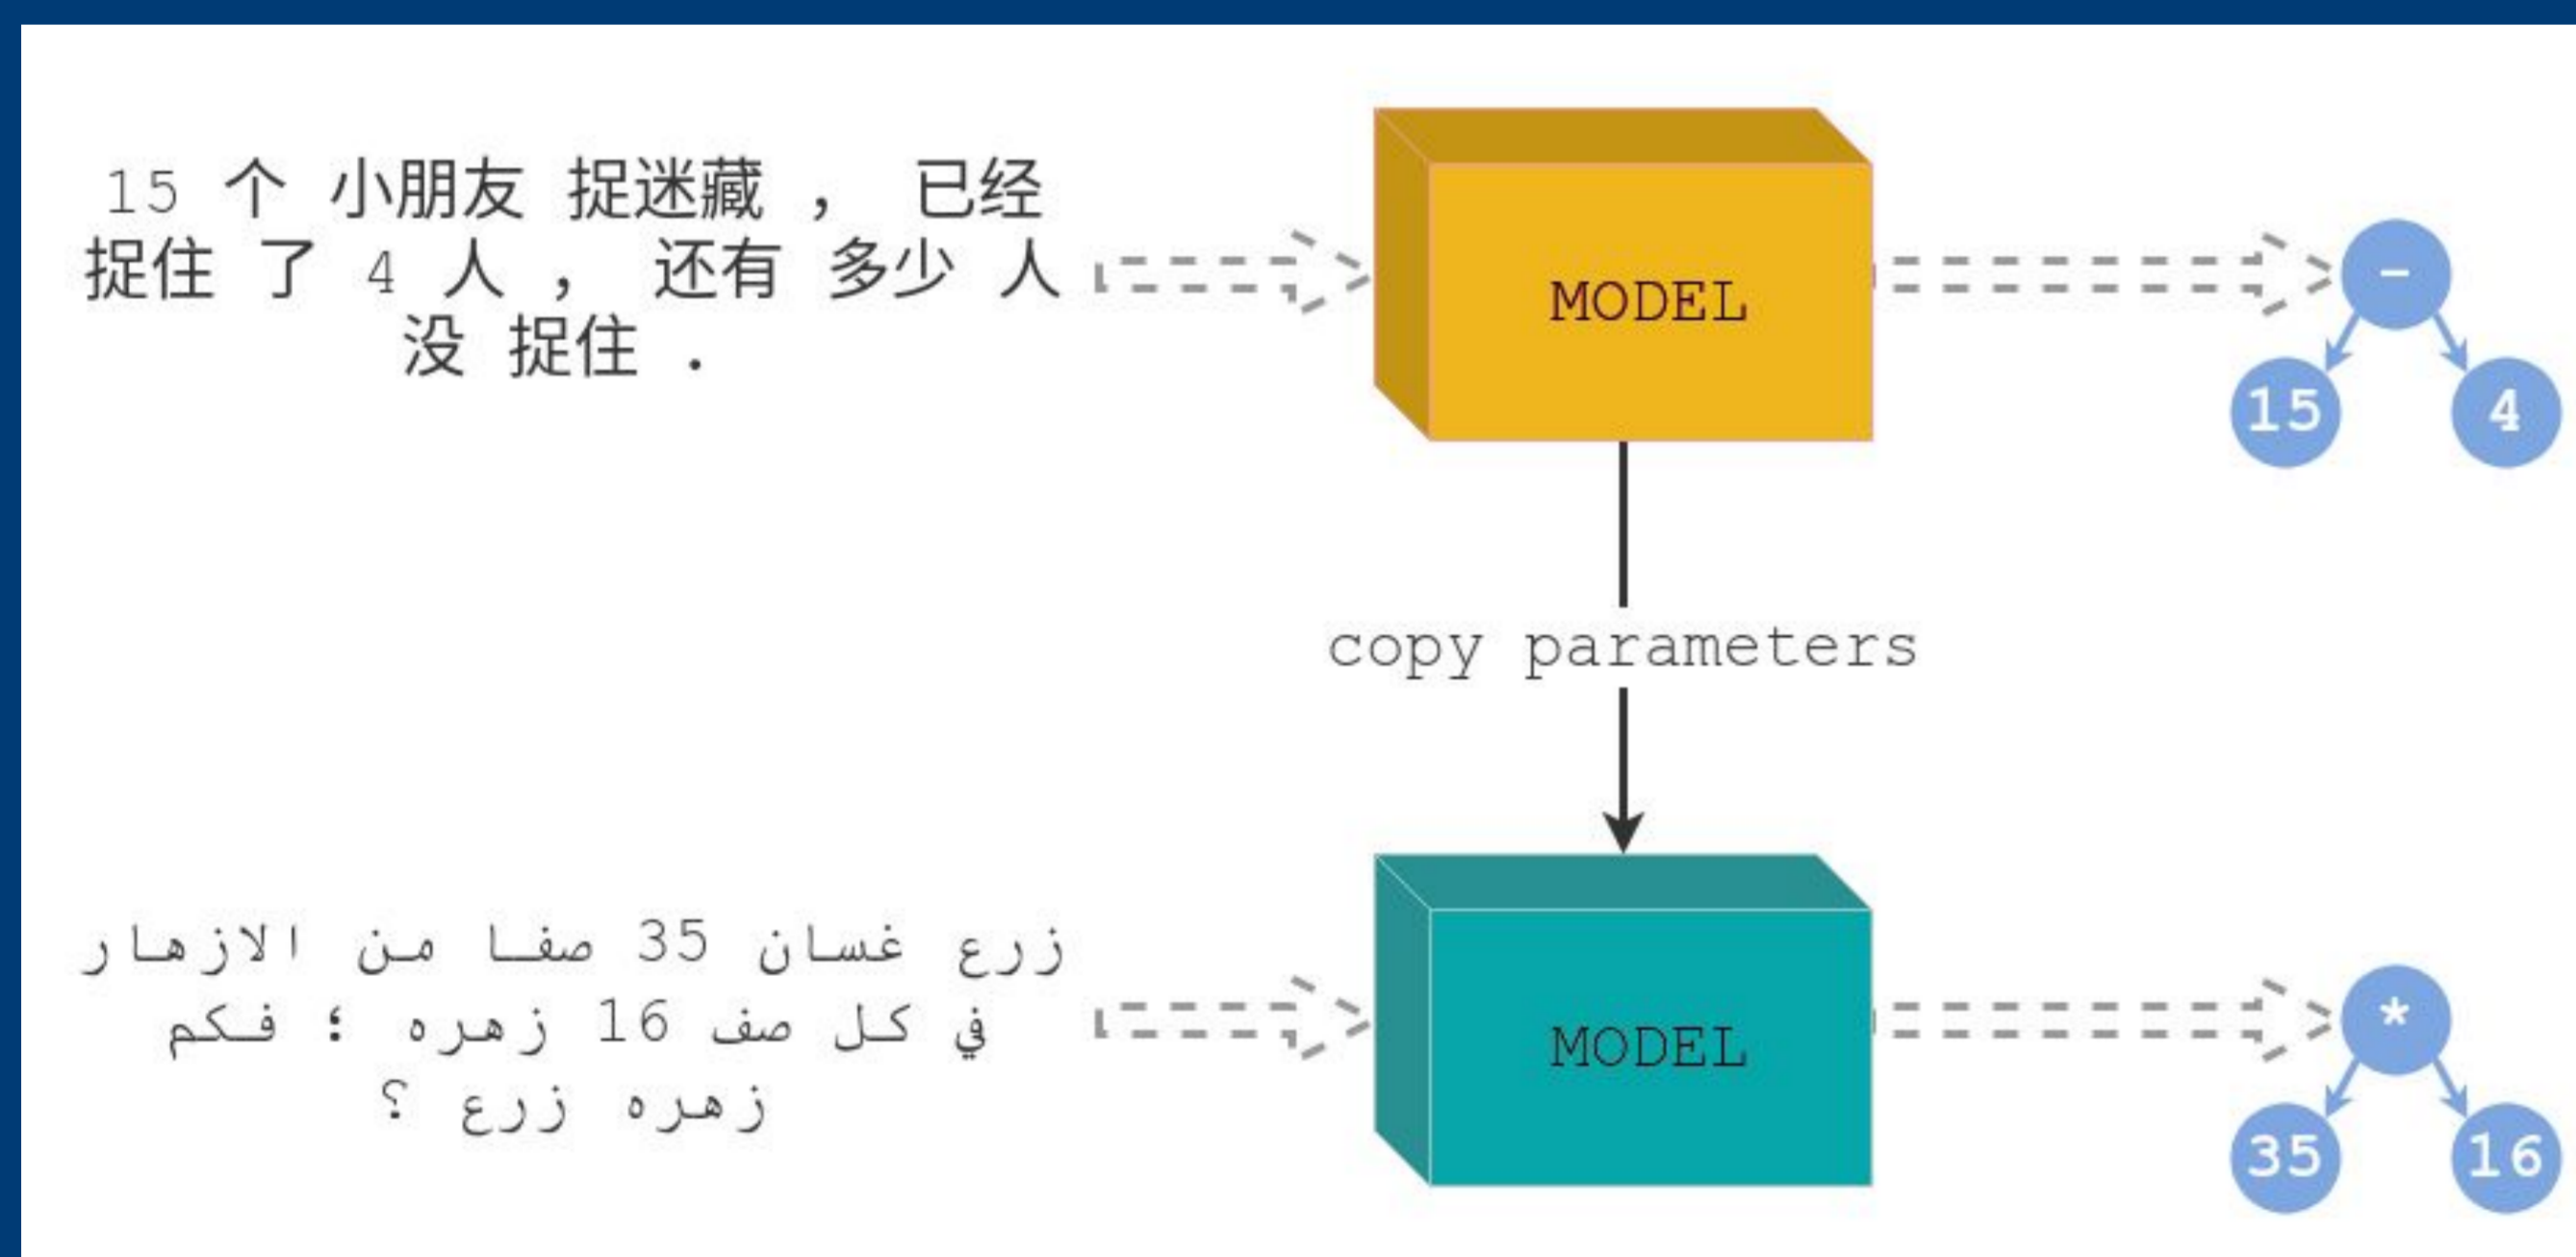 15 个 小朋友 捉迷藏 ， 已经
捉住 了 4 人 ， 还有 多少 人
没 捉住 .
MODEL
-
15 4
copy parameters
زرع غسان 35 صفا من الازهار
في كل صف 16 زهره ؛ فكم
زهره زرع ؟
MODEL
*
35 16